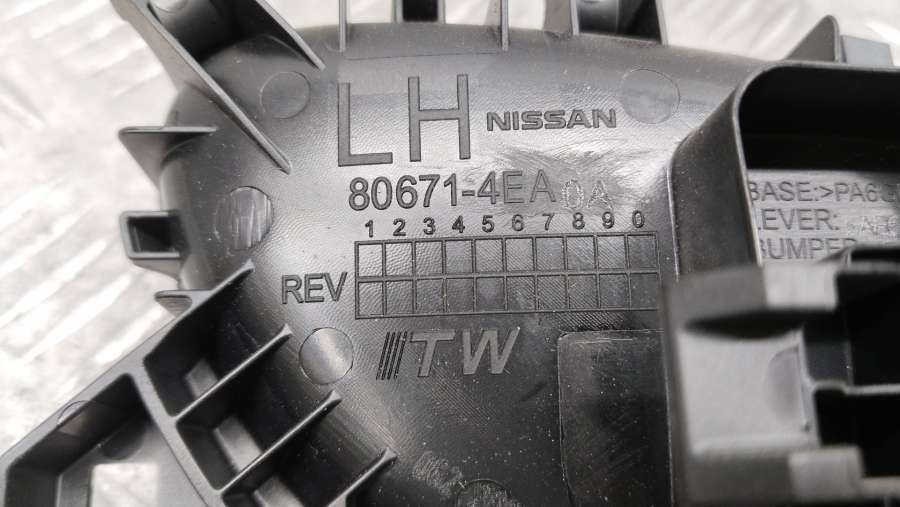 LH NISSAN
80671-4EA0A
1 2 3 4 5 6 7 8 9 0
REV
ITW
BASE:>PA6
LEVER:
BUMPER